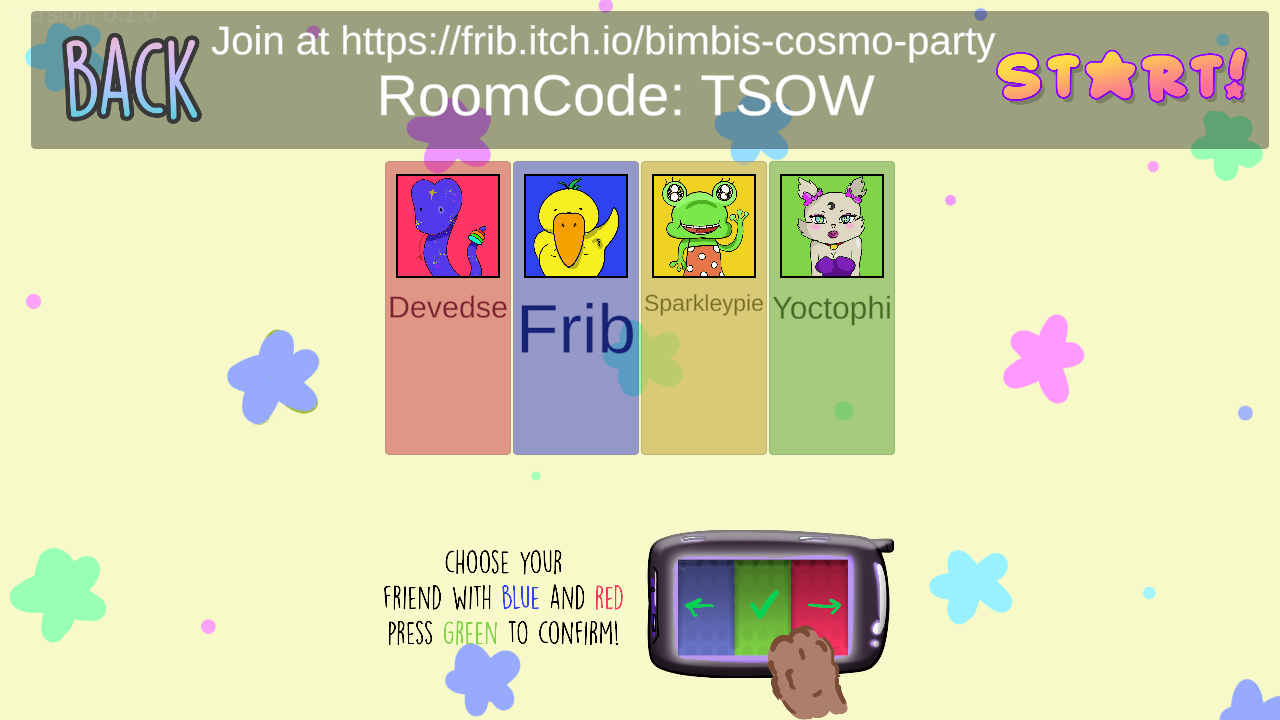 ersion: 0.1.0
Join at https://frib.itch.io/bimbis-cosmo-party
BACK
RoomCode: TSOW
START!
Devedse
Frib
Sparkleypie
Yoctophi
CHOOSE YOUR
FRIEND WITH BLUE AND RED
PRESS GREEN TO CONFIRM!